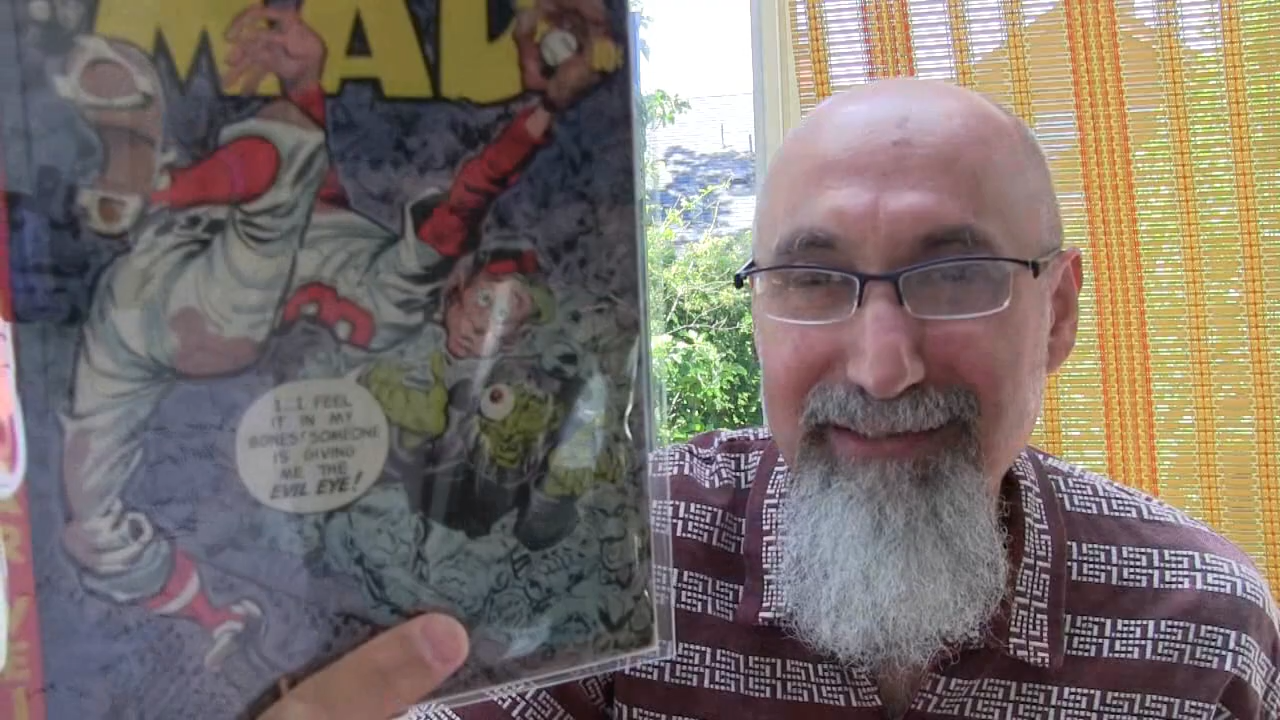 MAD
I...I FEEL
IT IN MY
BONES! SOMEONE
IS GIVING
ME THE
EVIL EYE!